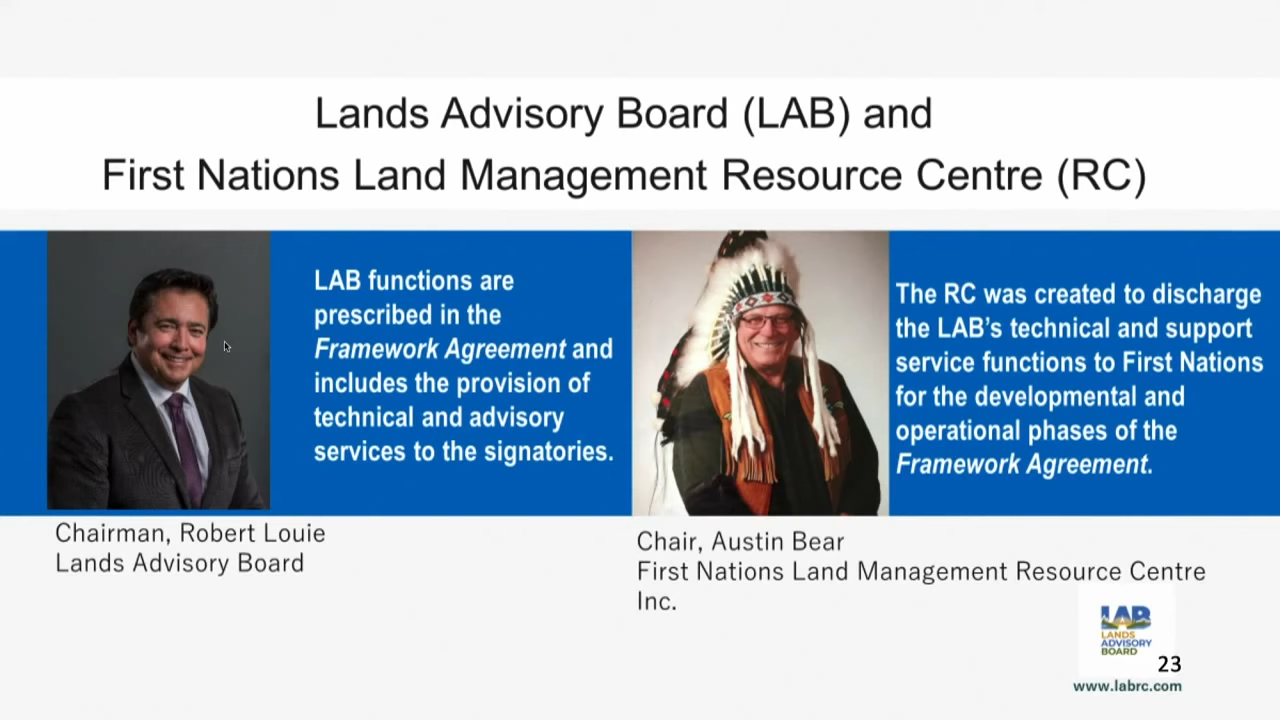 Lands Advisory Board (LAB) and
First Nations Land Management Resource Centre (RC)
LAB functions are
prescribed in the
Framework Agreement and
includes the provision of
technical and advisory
services to the signatories.
The RC was created to discharge
the LAB’s technical and support
service functions to First Nations
for the developmental and
operational phases of the
Framework Agreement.
Chairman, Robert Louie
Lands Advisory Board
Chair, Austin Bear
First Nations Land Management Resource Centre
Inc.
LAB
LANDS
ADVISORY
BOARD
23
www.labrc.com